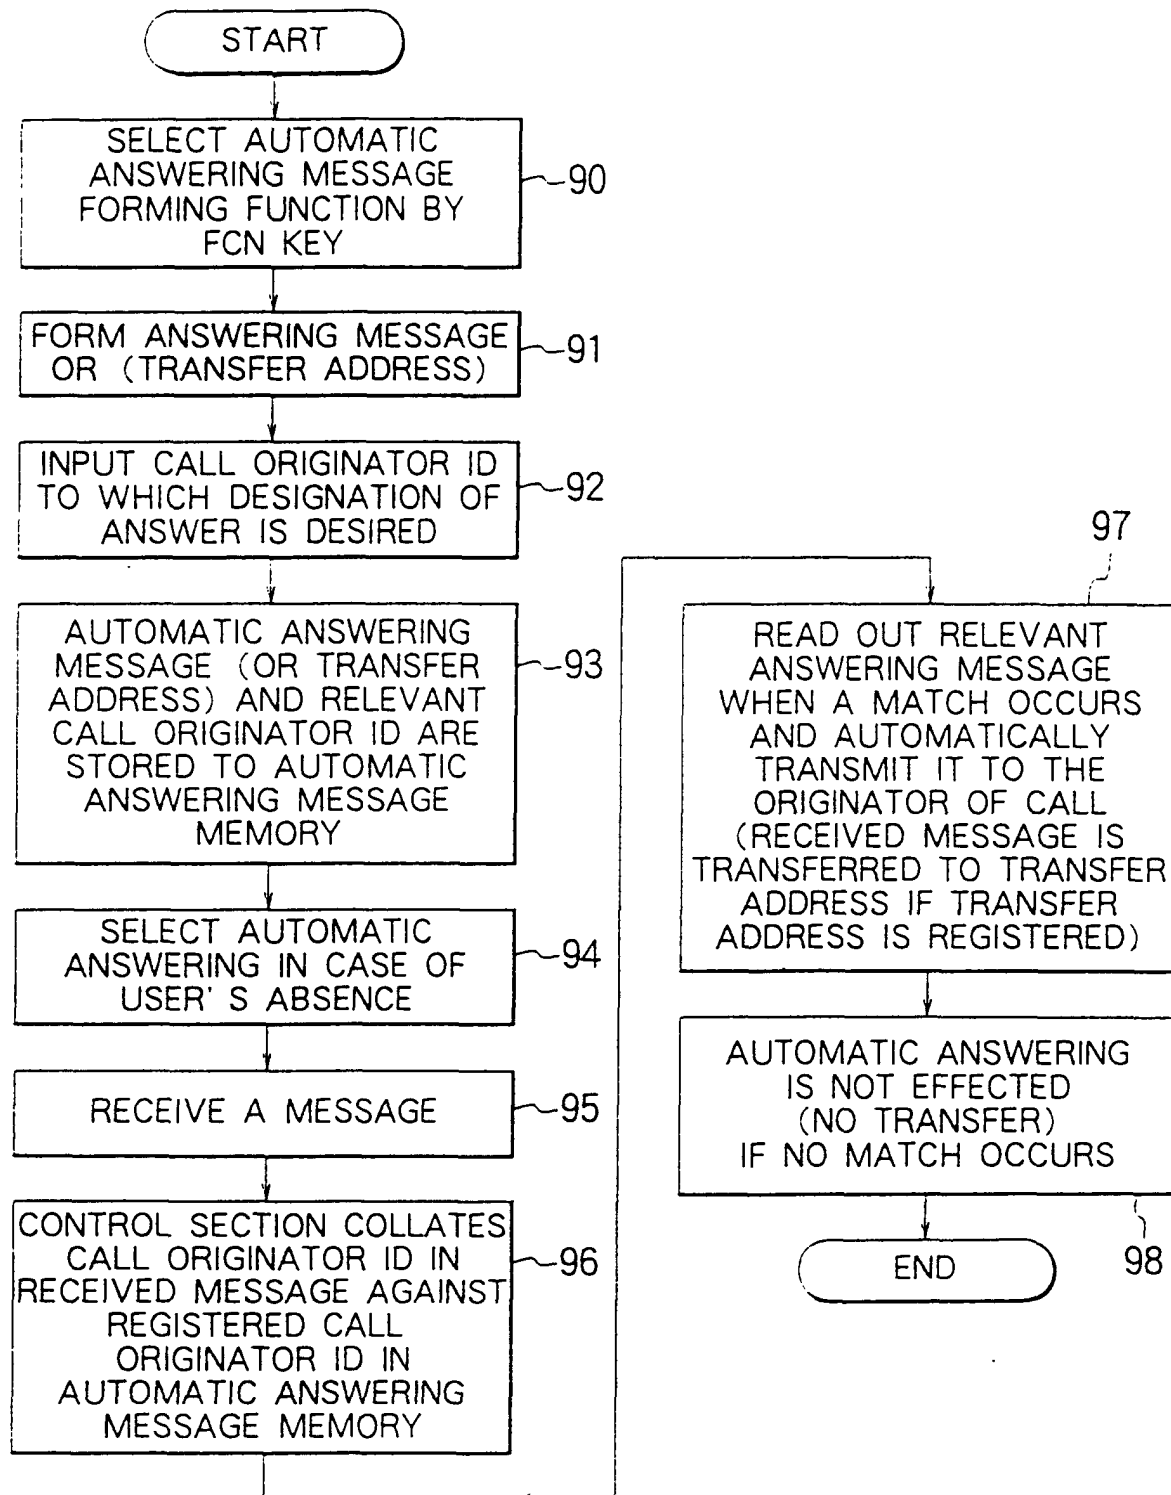 START
SELECT AUTOMATIC
ANSWERING MESSAGE
FORMING FUNCTION BY
FCN KEY
90
FORM ANSWERING MESSAGE
OR (TRANSFER ADDRESS)
91
INPUT CALL ORIGINATOR ID
TO WHICH DESIGNATION OF
ANSWER IS DESIRED
92
AUTOMATIC ANSWERING
MESSAGE (OR TRANSFER
ADDRESS) AND RELEVANT
CALL ORIGINATOR ID ARE
STORED TO AUTOMATIC
ANSWERING MESSAGE
MEMORY
93
SELECT AUTOMATIC
ANSWERING IN CASE OF
USER'S ABSENCE
94
RECEIVE A MESSAGE
95
CONTROL SECTION COLLATES
CALL ORIGINATOR ID IN
RECEIVED MESSAGE AGAINST
REGISTERED CALL
ORIGINATOR ID IN
AUTOMATIC ANSWERING
MESSAGE MEMORY
96
97
READ OUT RELEVANT
ANSWERING MESSAGE
WHEN A MATCH OCCURS
AND AUTOMATICALLY
TRANSMIT IT TO THE
ORIGINATOR OF CALL
(RECEIVED MESSAGE IS
TRANSFERRED TO TRANSFER
ADDRESS IF TRANSFER
ADDRESS IS REGISTERED)
AUTOMATIC ANSWERING
IS NOT EFFECTED
(NO TRANSFER)
IF NO MATCH OCCURS
98
END